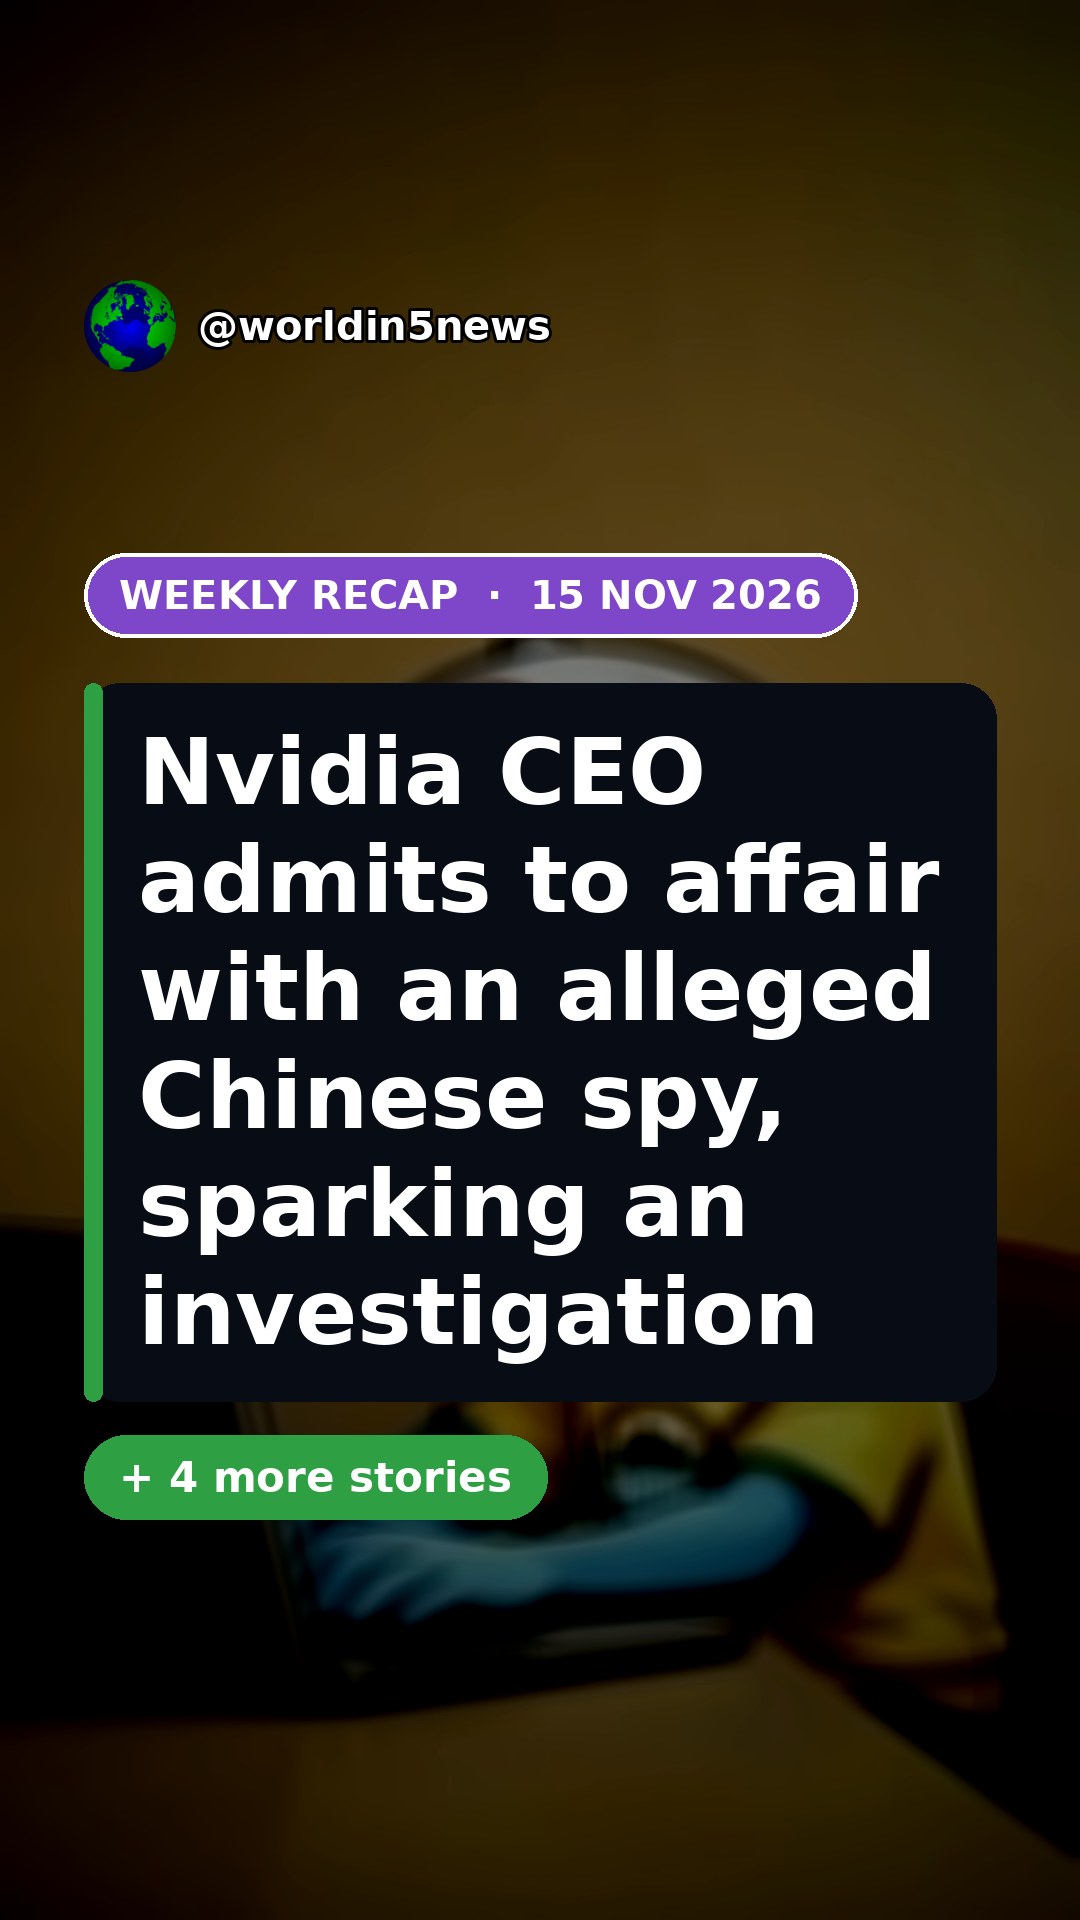 @worldin5news
WEEKLY RECAP · 15 NOV 2026
Nvidia CEO
admits to affair
with an alleged
Chinese spy,
sparking an
investigation
+ 4 more stories